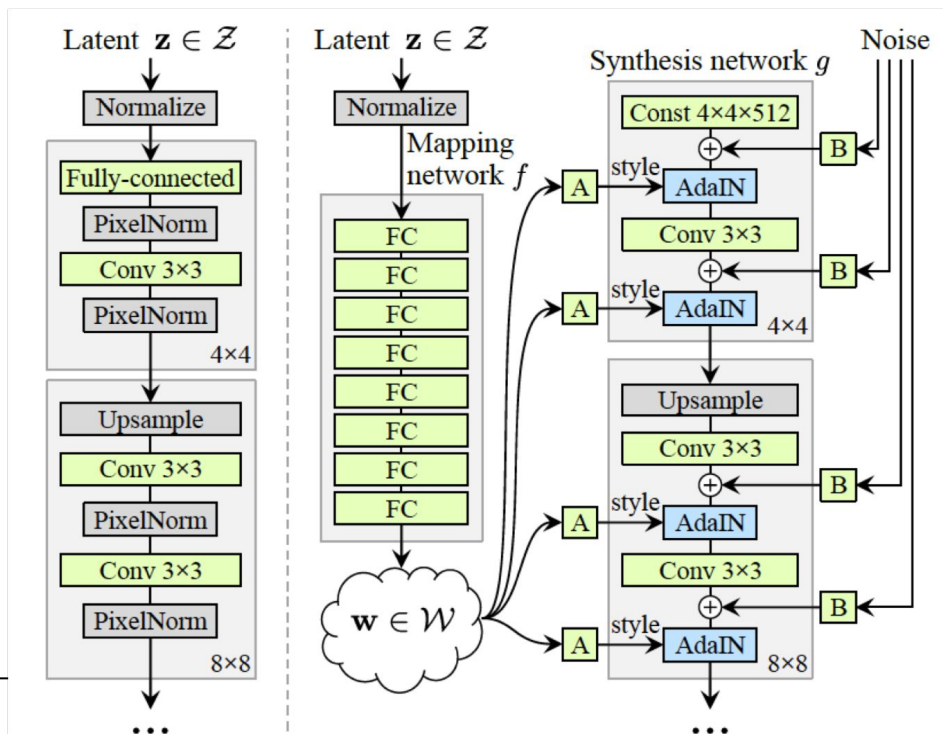 Latent z ∈ Z
Normalize
Fully-connected
PixelNorm
Conv 3×3
PixelNorm
4×4
Upsample
Conv 3×3
PixelNorm
Conv 3×3
PixelNorm
8×8
...
Latent z ∈ Z
Normalize
Mapping
network f
FC
FC
FC
FC
FC
FC
FC
FC
w ∈ W
A
style
A
style
A
style
A
style
Synthesis network g
Noise
Const 4×4×512
B
AdaIN
Conv 3×3
B
AdaIN
4×4
Upsample
Conv 3×3
B
AdaIN
Conv 3×3
B
AdaIN
8×8
...